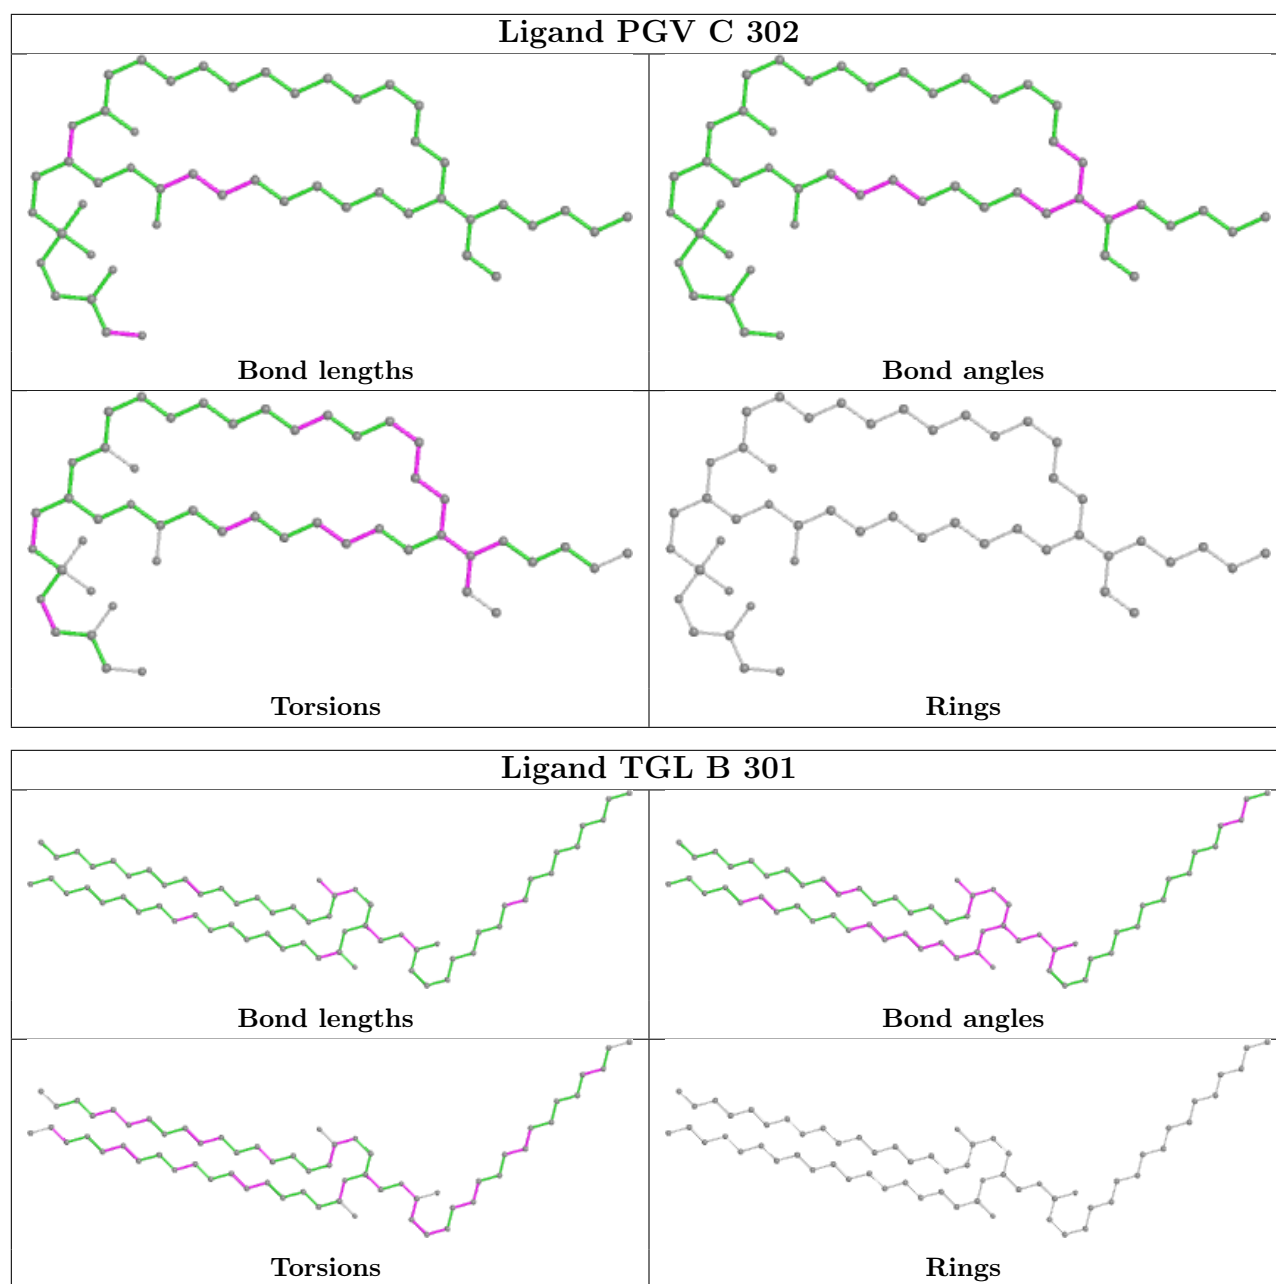 Ligand PGV C 302
Bond lengths
Bond angles
Torsions
Rings
Ligand TGL B 301
Bond lengths
Bond angles
Torsions
Rings